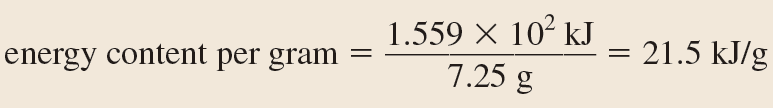 energy content per gram = 1.559 × 10² kJ / 7.25 g = 21.5 kJ/g